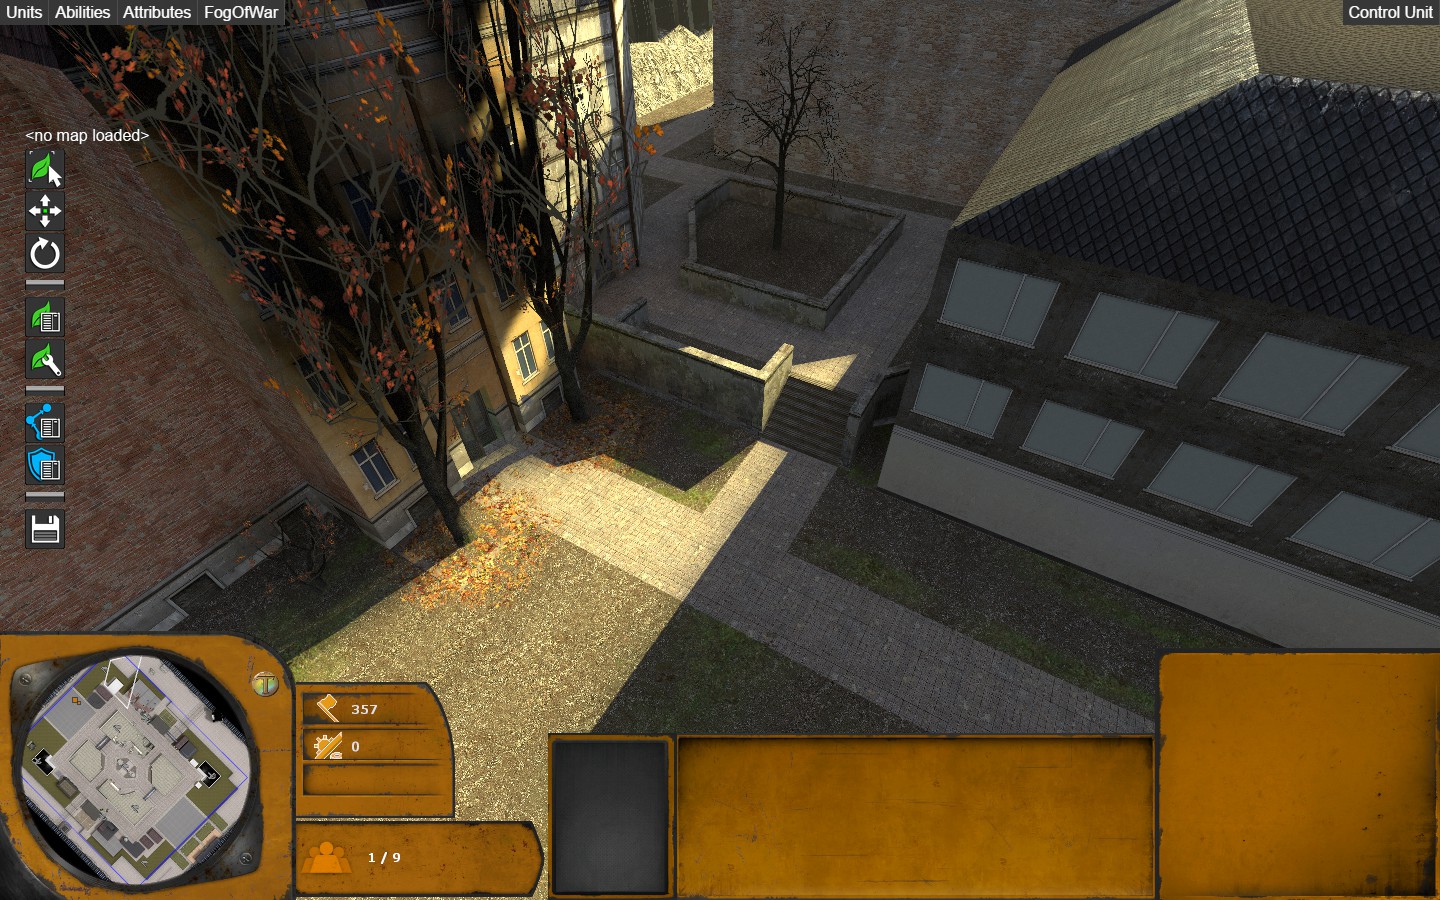 Units Abilities Attributes FogOfWar Control Unit
<no map loaded>
357
0
1 / 9